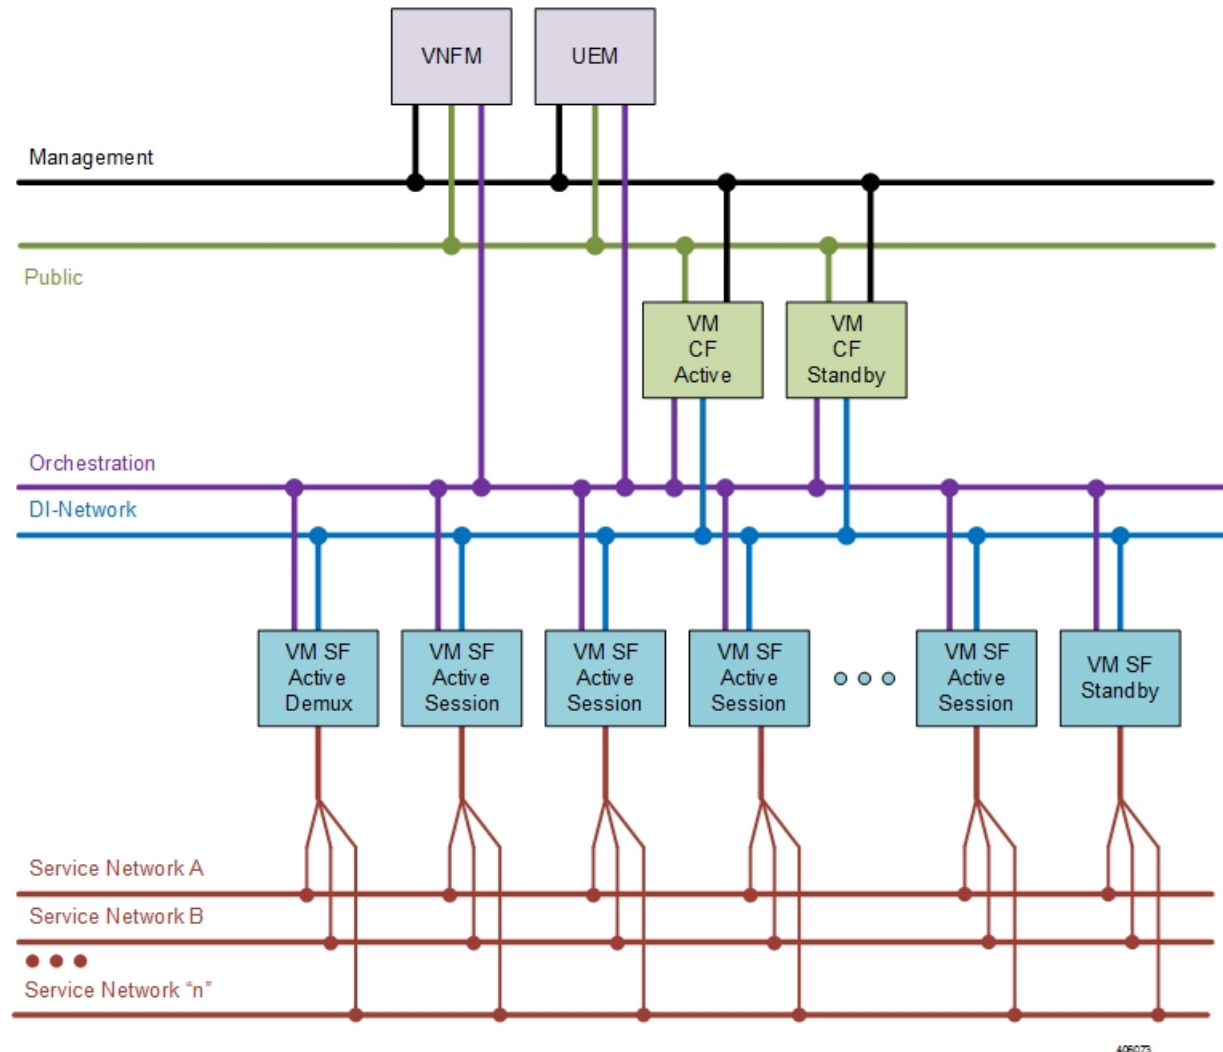 VNFM
UEM
Management
Public
VM
CF
Active
VM
CF
Standby
Orchestration
DI-Network
VM SF
Active
Demux
VM SF
Active
Session
VM SF
Active
Session
VM SF
Active
Session
VM SF
Active
Session
VM SF
Standby
Service Network A
Service Network B
Service Network “n”